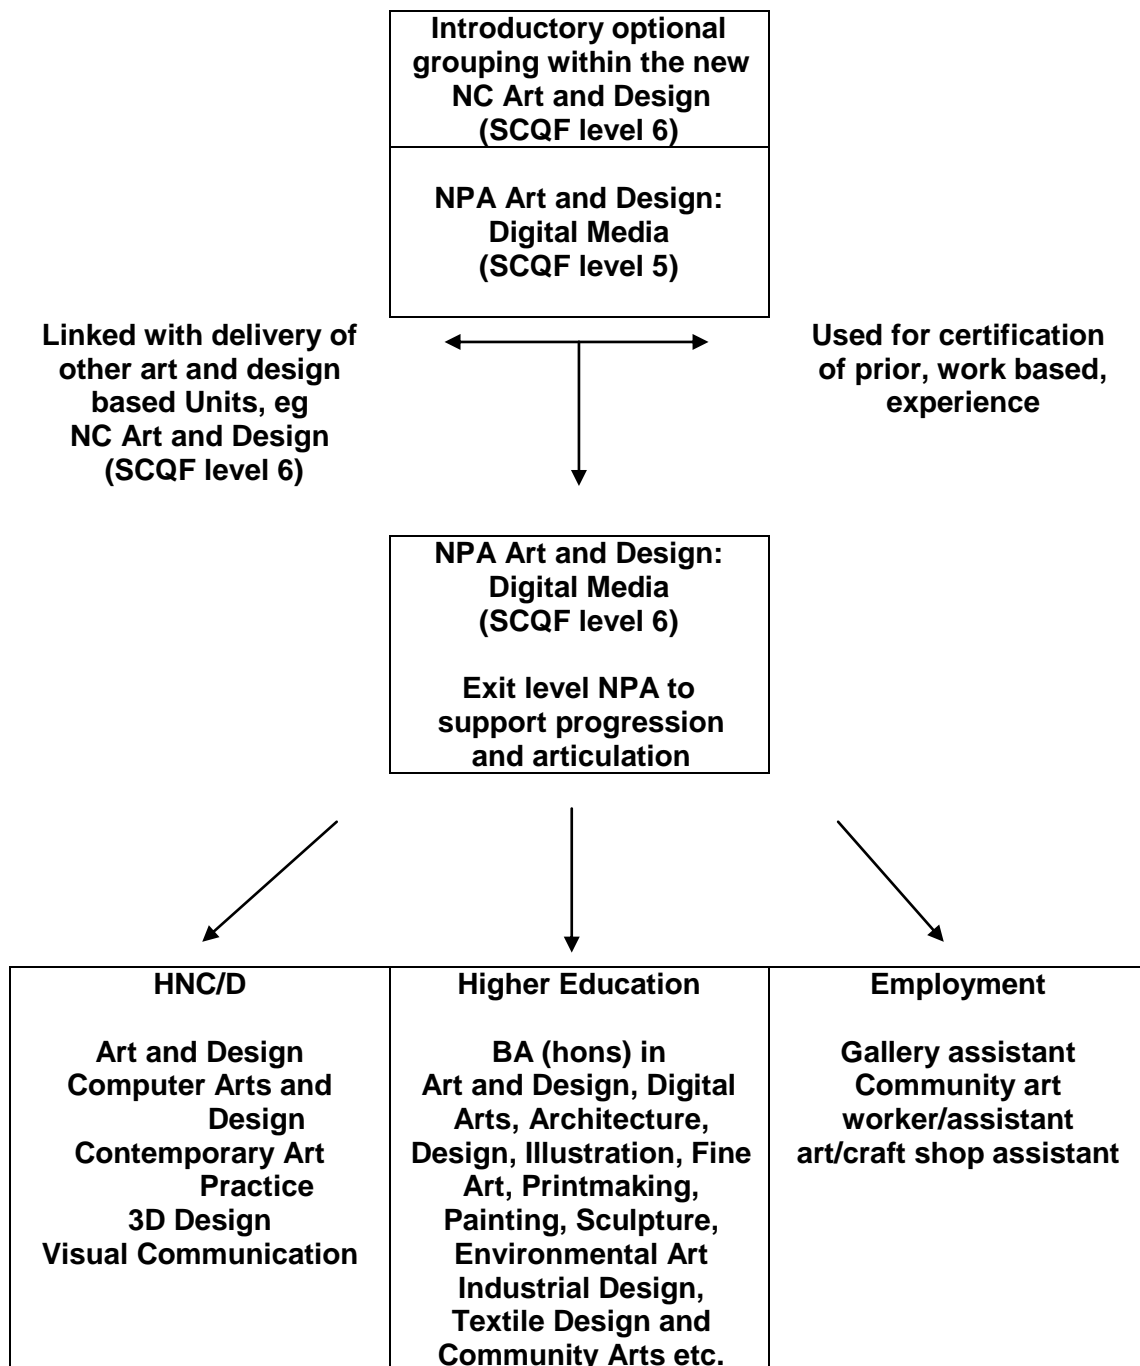 Introductory optional
grouping within the new
NC Art and Design
(SCQF level 6)
NPA Art and Design:
Digital Media
(SCQF level 5)
Linked with delivery of
other art and design
based Units, eg
NC Art and Design
(SCQF level 6)
Used for certification
of prior, work based,
experience
NPA Art and Design:
Digital Media
(SCQF level 6)
Exit level NPA to
support progression
and articulation
HNC/D
Art and Design
Computer Arts and
Design
Contemporary Art
Practice
3D Design
Visual Communication
Higher Education
BA (hons) in
Art and Design, Digital
Arts, Architecture,
Design, Illustration, Fine
Art, Printmaking,
Painting, Sculpture,
Environmental Art
Industrial Design,
Textile Design and
Community Arts etc.
Employment
Gallery assistant
Community art
worker/assistant
art/craft shop assistant